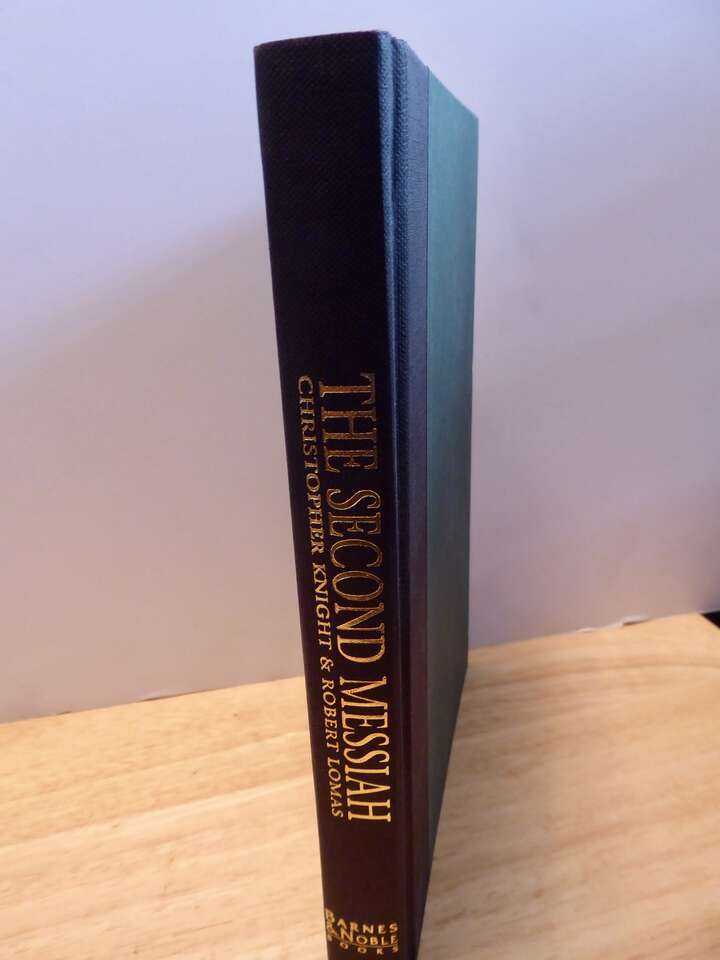 THE SECOND MESSIAH
CHRISTOPHER KNIGHT & ROBERT LOMAS
BARNES
& NOBLE
BOOKS